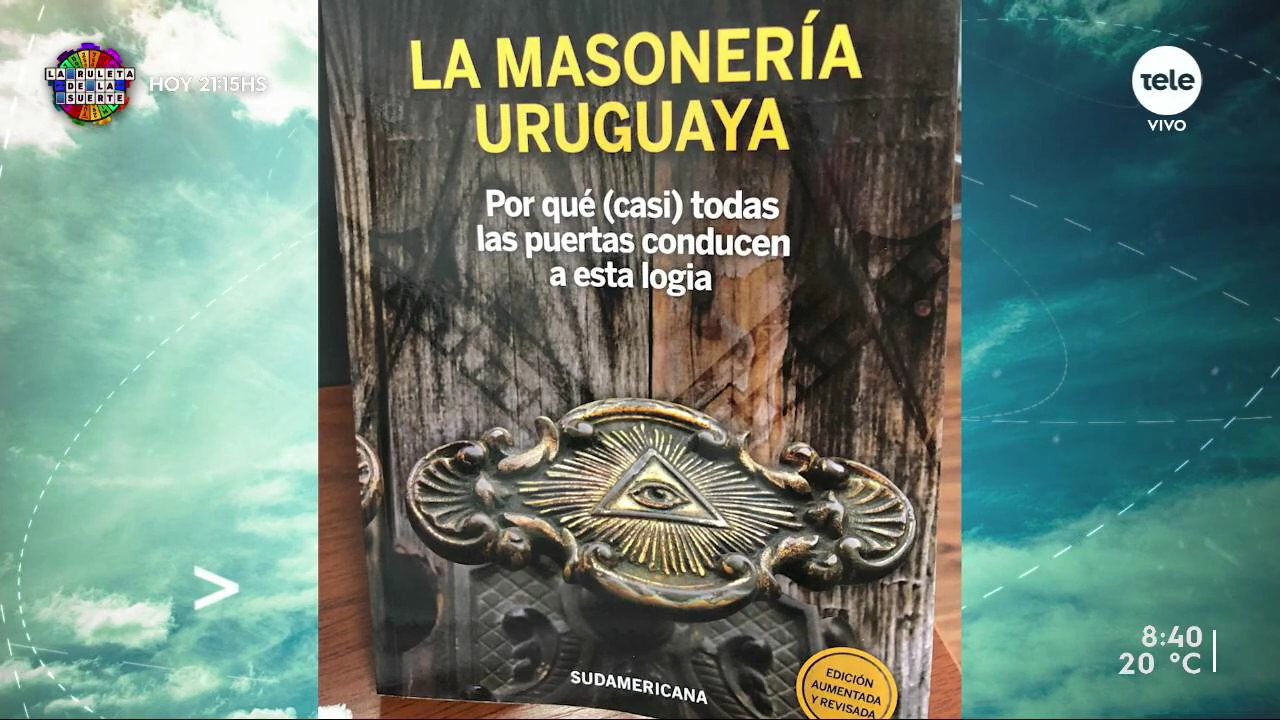 LA RULETA
DE LA
SUERTE
HOY 21:15HS
LA MASONERÍA
URUGUAYA
Por qué (casi) todas
las puertas conducen
a esta logia
SUDAMERICANA
EDICIÓN
AUMENTADA
Y REVISADA
tele
VIVO
8:40
20 °C